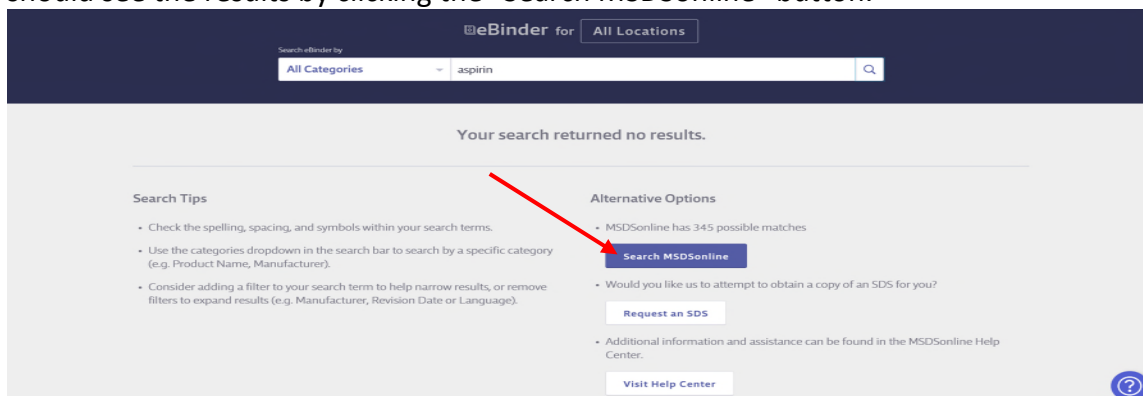 should see the results by clicking the "Search MSDSonline" button.
eBinder for All Locations
Search eBinder by
All Categories aspirin
Your search returned no results.
Search Tips
• Check the spelling, spacing, and symbols within your search terms.
• Use the categories dropdown in the search bar to search by a specific category
(e.g. Product Name, Manufacturer).
• Consider adding a filter to your search term to help narrow results, or remove
filters to expand results (e.g. Manufacturer, Revision Date or Language).
Alternative Options
• MSDSonline has 345 possible matches
Search MSDSonline
• Would you like us to attempt to obtain a copy of an SDS for you?
Request an SDS
• Additional information and assistance can be found in the MSDSonline Help
Center.
Visit Help Center
?